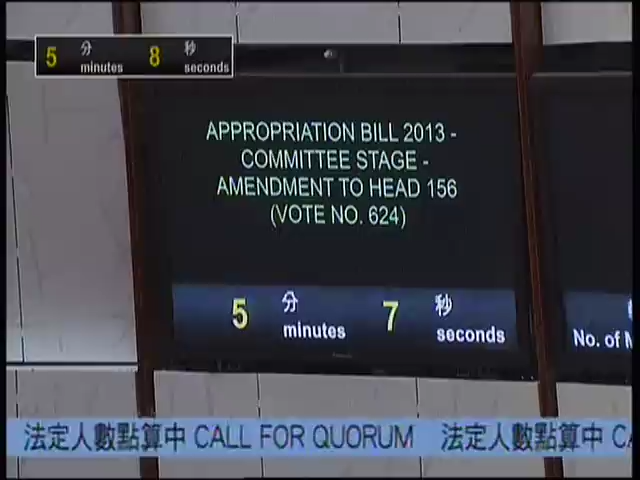 5 分 minutes 8 秒 seconds
APPROPRIATION BILL 2013 -
COMMITTEE STAGE -
AMENDMENT TO HEAD 156
(VOTE NO. 624)
5 分 minutes 7 秒 seconds
No. of
法定人數點算中 CALL FOR QUORUM 法定人數點算中